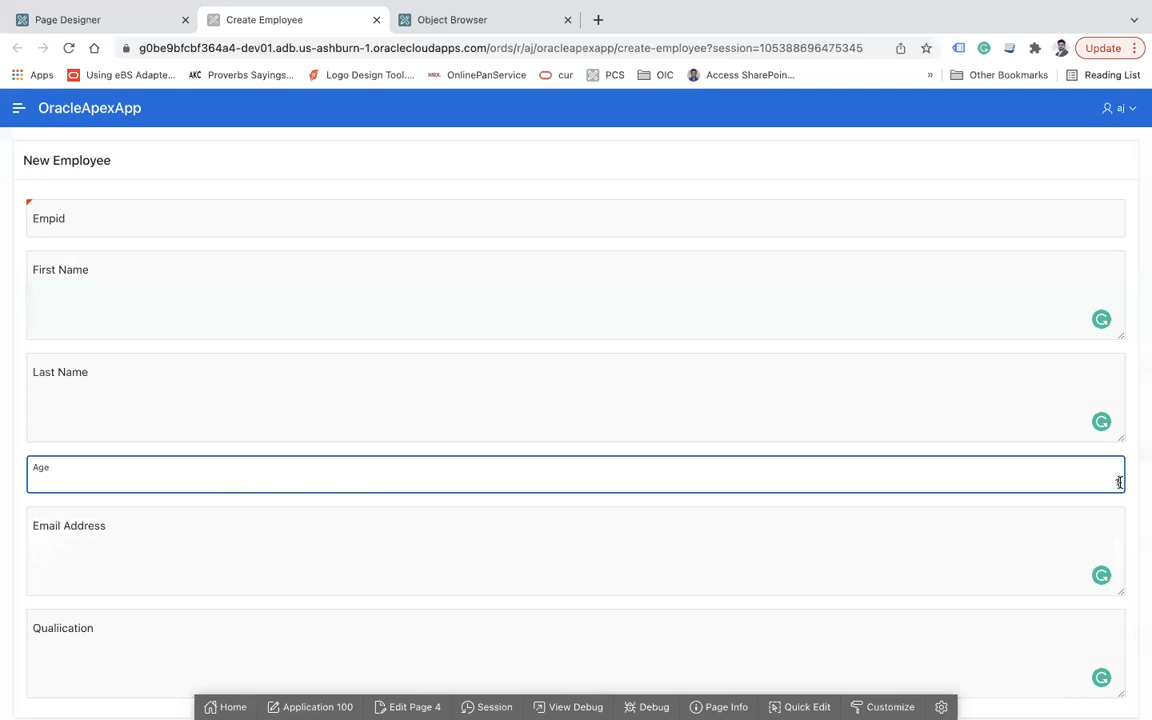 Page Designer Create Employee Object Browser
g0be9bfcbf364a4-dev01.adb.us-ashburn-1.oraclecloudapps.com/ords/r/aj/oracleapexapp/create-employee?session=105388696475345 Update
Apps Using eBS Adapte... AKC Proverbs Sayings... Logo Design Tool.... OnlinePanService cur PCS OIC Access SharePoin... » Other Bookmarks Reading List
OracleApexApp aj
New Employee
Empid
First Name
Last Name
Age
Email Address
Qualiication
Home Application 100 Edit Page 4 Session View Debug Debug Page Info Quick Edit Customize